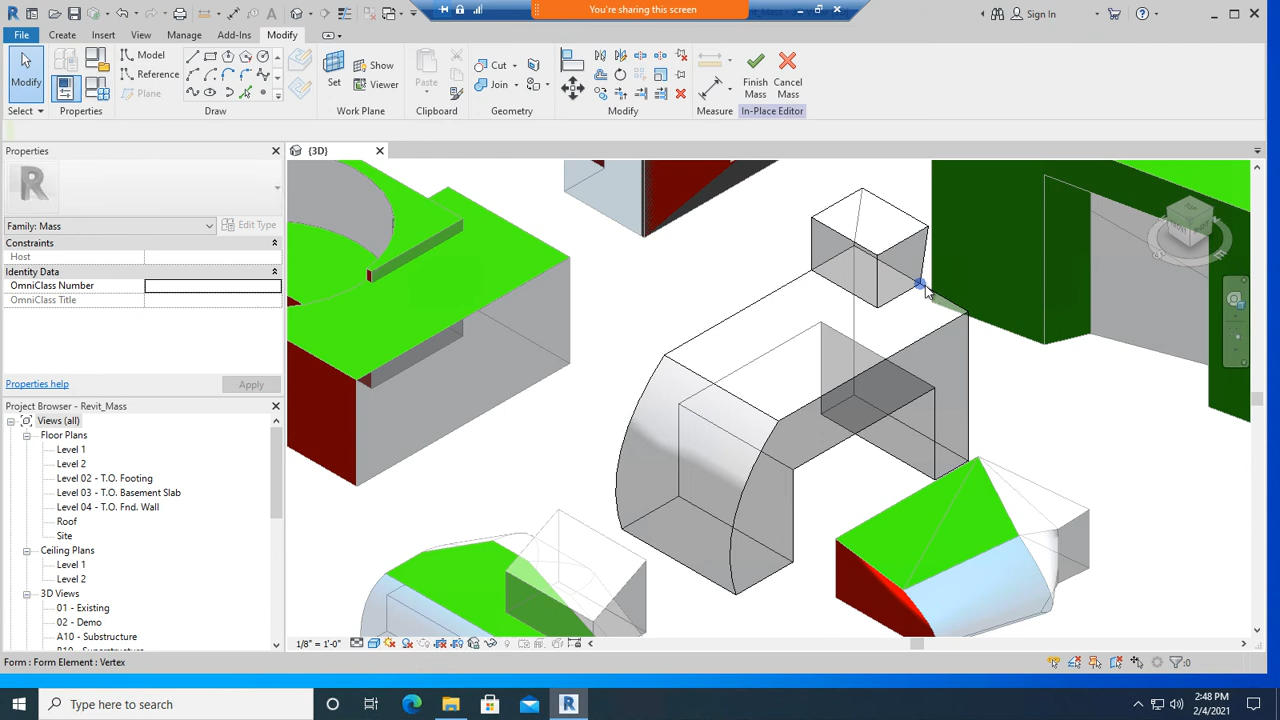 You're sharing this screen
vit_Mass - 3D View: {3D}
Sign In
File
Create
Insert
View
Manage
Add-Ins
Modify
Modify
Select
Properties
Model
Reference
Plane
Draw
Set
Show
Viewer
Work Plane
Paste
Clipboard
Cut
Join
Geometry
Modify
Measure
Finish
Mass
Cancel
Mass
In-Place Editor
Properties
{3D}
R
Family: Mass
Edit Type
Constraints
Host
Identity Data
OmniClass Number
OmniClass Title
Properties help
Apply
Project Browser - Revit_Mass
Views (all)
Floor Plans
Level 1
Level 2
Level 02 - T.O. Footing
Level 03 - T.O. Basement Slab
Level 04 - T.O. Fnd. Wall
Roof
Site
Ceiling Plans
Level 1
Level 2
3D Views
01 - Existing
02 - Demo
A10 - Substructure
TOP
1/8" = 1'-0"
Form : Form Element : Vertex
:0
Type here to search
2:48 PM
2/4/2021